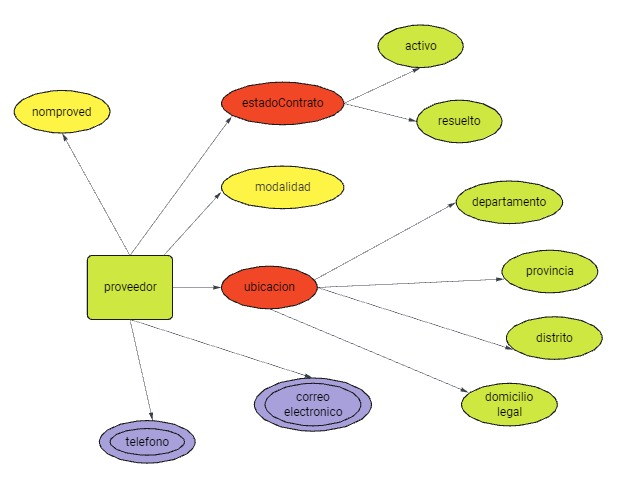 activo
estadoContrato
nomproved
resuelto
modalidad
departamento
provincia
proveedor
ubicacion
distrito
correo
electronico
domicilio
legal
telefono